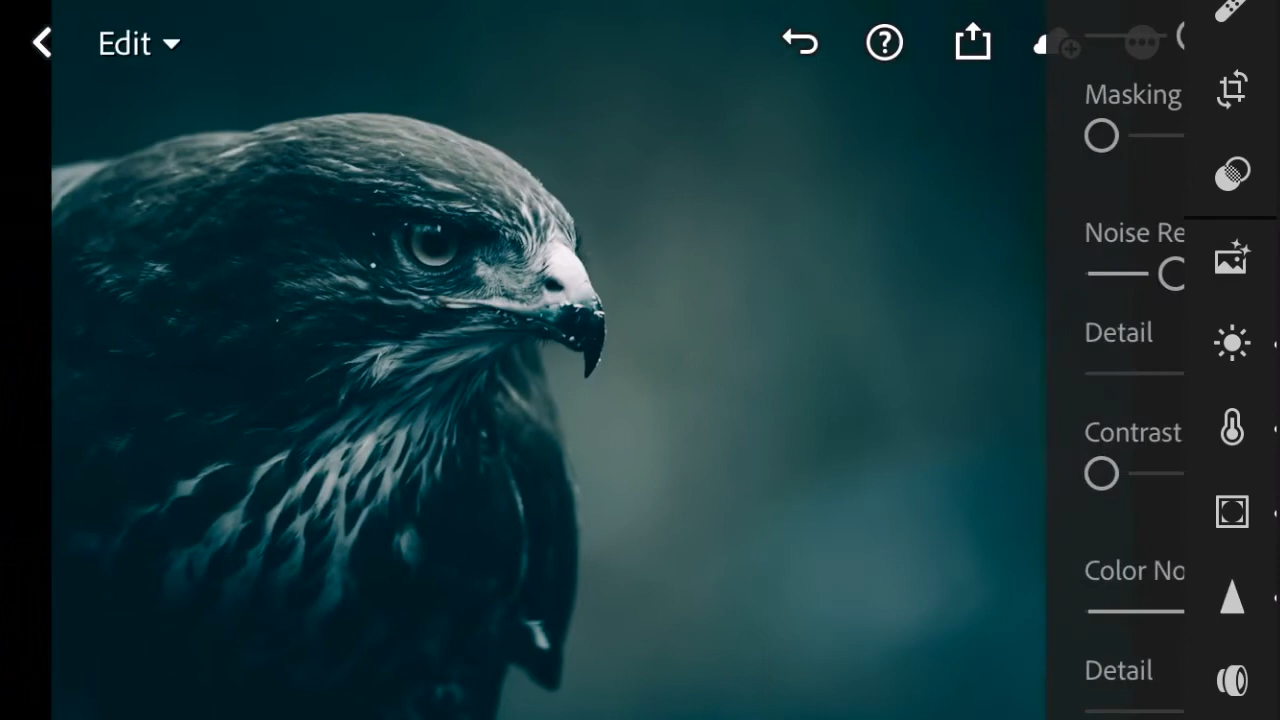 Edit
Masking
Noise Re
Detail
Contrast
Color No
Detail